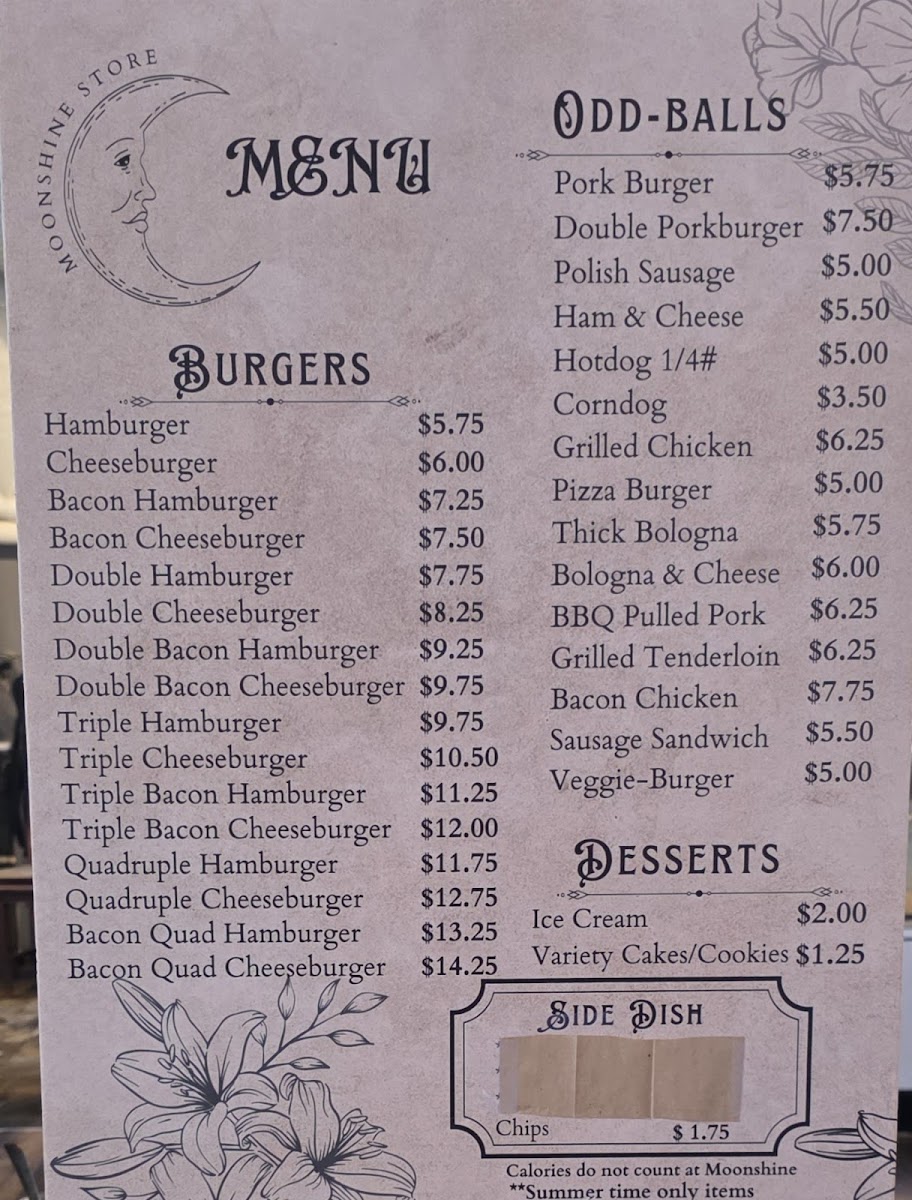 MOONSHINE STORE
MENU
BURGERS
Hamburger $5.75
Cheeseburger $6.00
Bacon Hamburger $7.25
Bacon Cheeseburger $7.50
Double Hamburger $7.75
Double Cheeseburger $8.25
Double Bacon Hamburger $9.25
Double Bacon Cheeseburger $9.75
Triple Hamburger $9.75
Triple Cheeseburger $10.50
Triple Bacon Hamburger $11.25
Triple Bacon Cheeseburger $12.00
Quadruple Hamburger $11.75
Quadruple Cheeseburger $12.75
Bacon Quad Hamburger $13.25
Bacon Quad Cheeseburger $14.25
ODD-BALLS
Pork Burger $5.75
Double Porkburger $7.50
Polish Sausage $5.00
Ham & Cheese $5.50
Hotdog 1/4# $5.00
Corndog $3.50
Grilled Chicken $6.25
Pizza Burger $5.00
Thick Bologna $5.75
Bologna & Cheese $6.00
BBQ Pulled Pork $6.25
Grilled Tenderloin $6.25
Bacon Chicken $7.75
Sausage Sandwich $5.50
Veggie-Burger $5.00
DESSERTS
Ice Cream $2.00
Variety Cakes/Cookies $1.25
SIDE DISH
Chips $1.75
Calories do not count at Moonshine
**Summer time only items